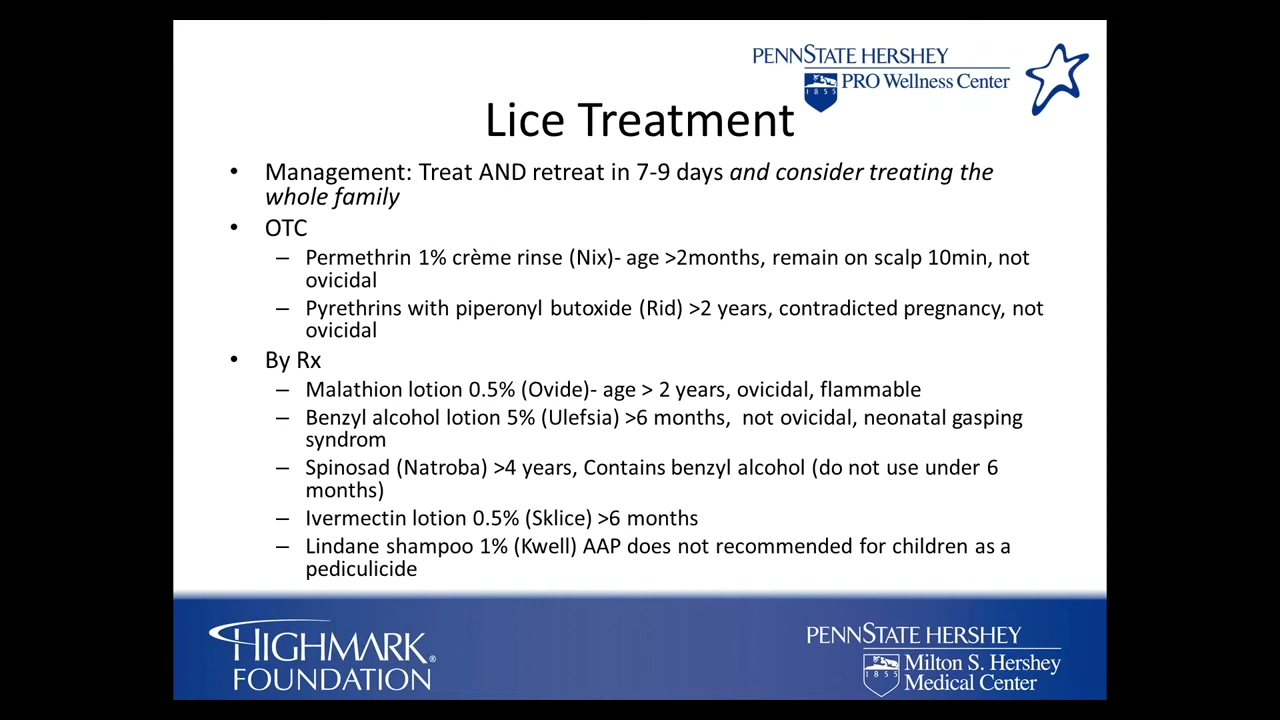 PENNSTATE HERSHEY
PRO Wellness Center
1855
Lice Treatment
• Management: Treat AND retreat in 7-9 days and consider treating the
whole family
• OTC
– Permethrin 1% crème rinse (Nix)- age >2months, remain on scalp 10min, not
ovicidal
– Pyrethrins with piperonyl butoxide (Rid) >2 years, contradicted pregnancy, not
ovicidal
• By Rx
– Malathion lotion 0.5% (Ovide)- age > 2 years, ovicidal, flammable
– Benzyl alcohol lotion 5% (Ulefsia) >6 months,  not ovicidal, neonatal gasping
syndrom
– Spinosad (Natroba) >4 years, Contains benzyl alcohol (do not use under 6
months)
– Ivermectin lotion 0.5% (Sklice) >6 months
– Lindane shampoo 1% (Kwell) AAP does not recommended for children as a
pediculicide
HIGHMARK®
FOUNDATION
PENNSTATE HERSHEY
1855
Milton S. Hershey
Medical Center